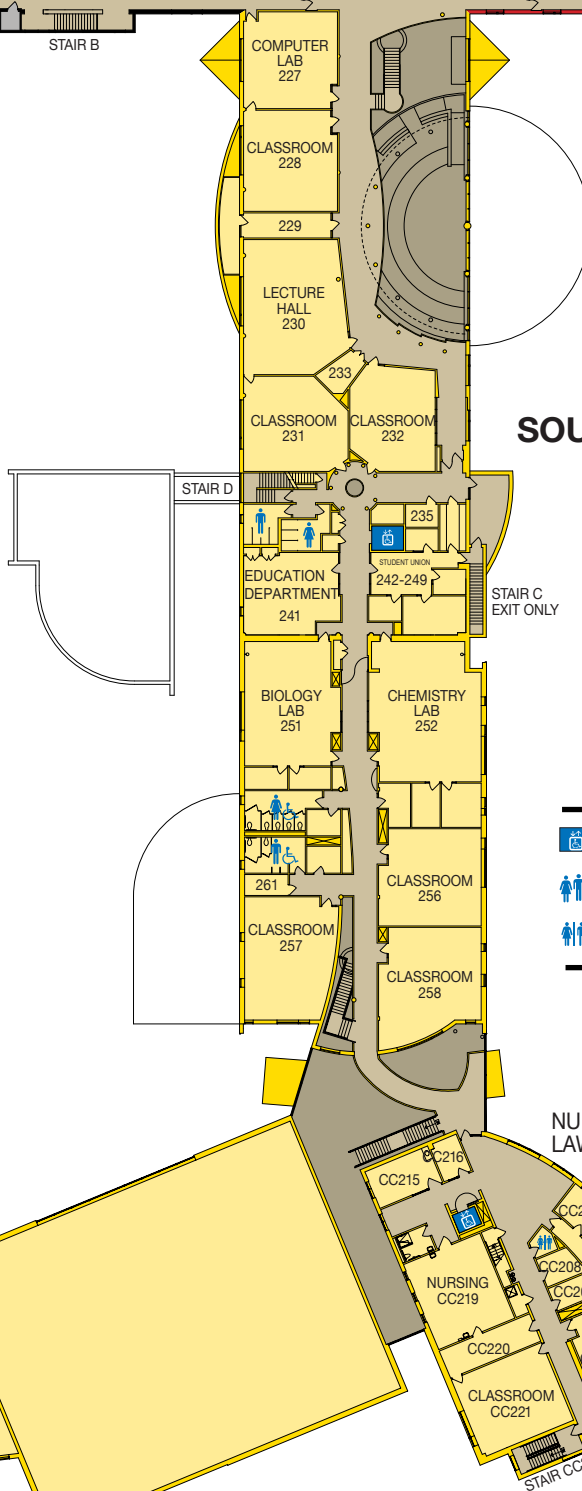 STAIR B
COMPUTER
LAB
227
CLASSROOM
228
229
LECTURE
HALL
230
233
CLASSROOM
231
CLASSROOM
232
SOU
STAIR D
235
STUDENT UNION
242-249
EDUCATION
DEPARTMENT
241
STAIR C
EXIT ONLY
BIOLOGY
LAB
251
CHEMISTRY
LAB
252
261
CLASSROOM
256
CLASSROOM
257
CLASSROOM
258
NU
LAW
CC216
CC215
CC2
CC208
CC20
NURSING
CC219
CC220
CLASSROOM
CC221
STAIR CC